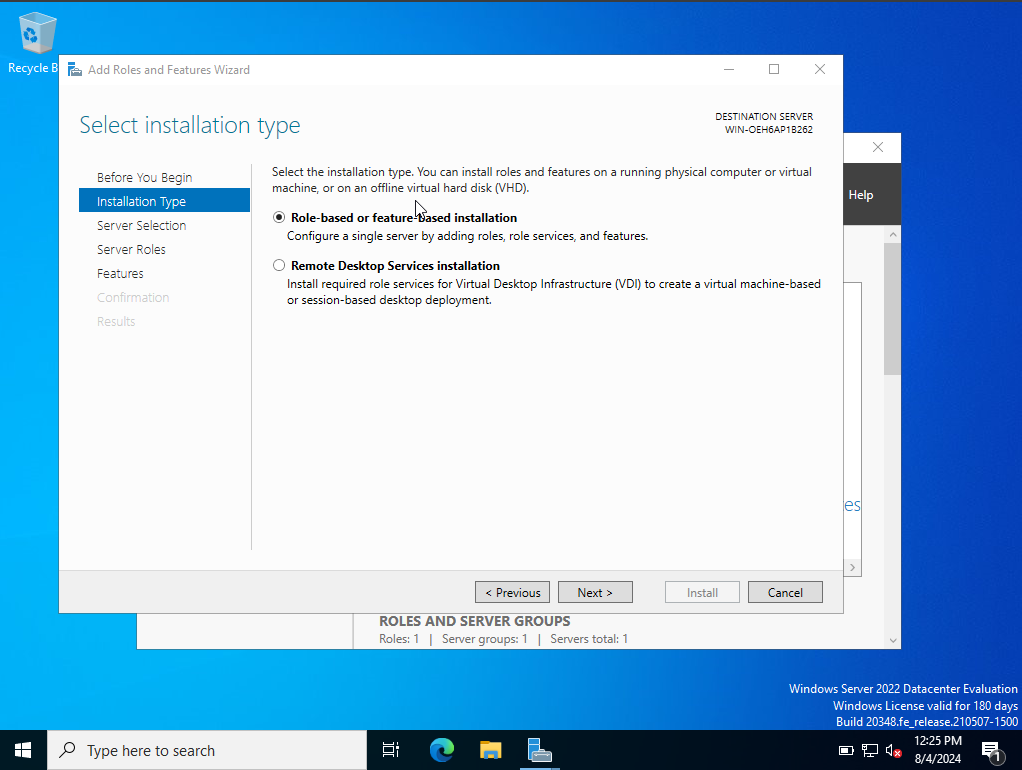 Recycle B
Add Roles and Features Wizard
Select installation type
DESTINATION SERVER
WIN-OEH6AP1B262
Before You Begin
Installation Type
Server Selection
Server Roles
Features
Confirmation
Results
Select the installation type. You can install roles and features on a running physical computer or virtual
machine, or on an offline virtual hard disk (VHD).
Role-based or feature-based installation
Configure a single server by adding roles, role services, and features.
Remote Desktop Services installation
Install required role services for Virtual Desktop Infrastructure (VDI) to create a virtual machine-based
or session-based desktop deployment.
Help
es
< Previous
Next >
Install
Cancel
ROLES AND SERVER GROUPS
Roles: 1 | Server groups: 1 | Servers total: 1
Windows Server 2022 Datacenter Evaluation
Windows License valid for 180 days
Build 20348.fe_release.210507-1500
Type here to search
12:25 PM
8/4/2024
1